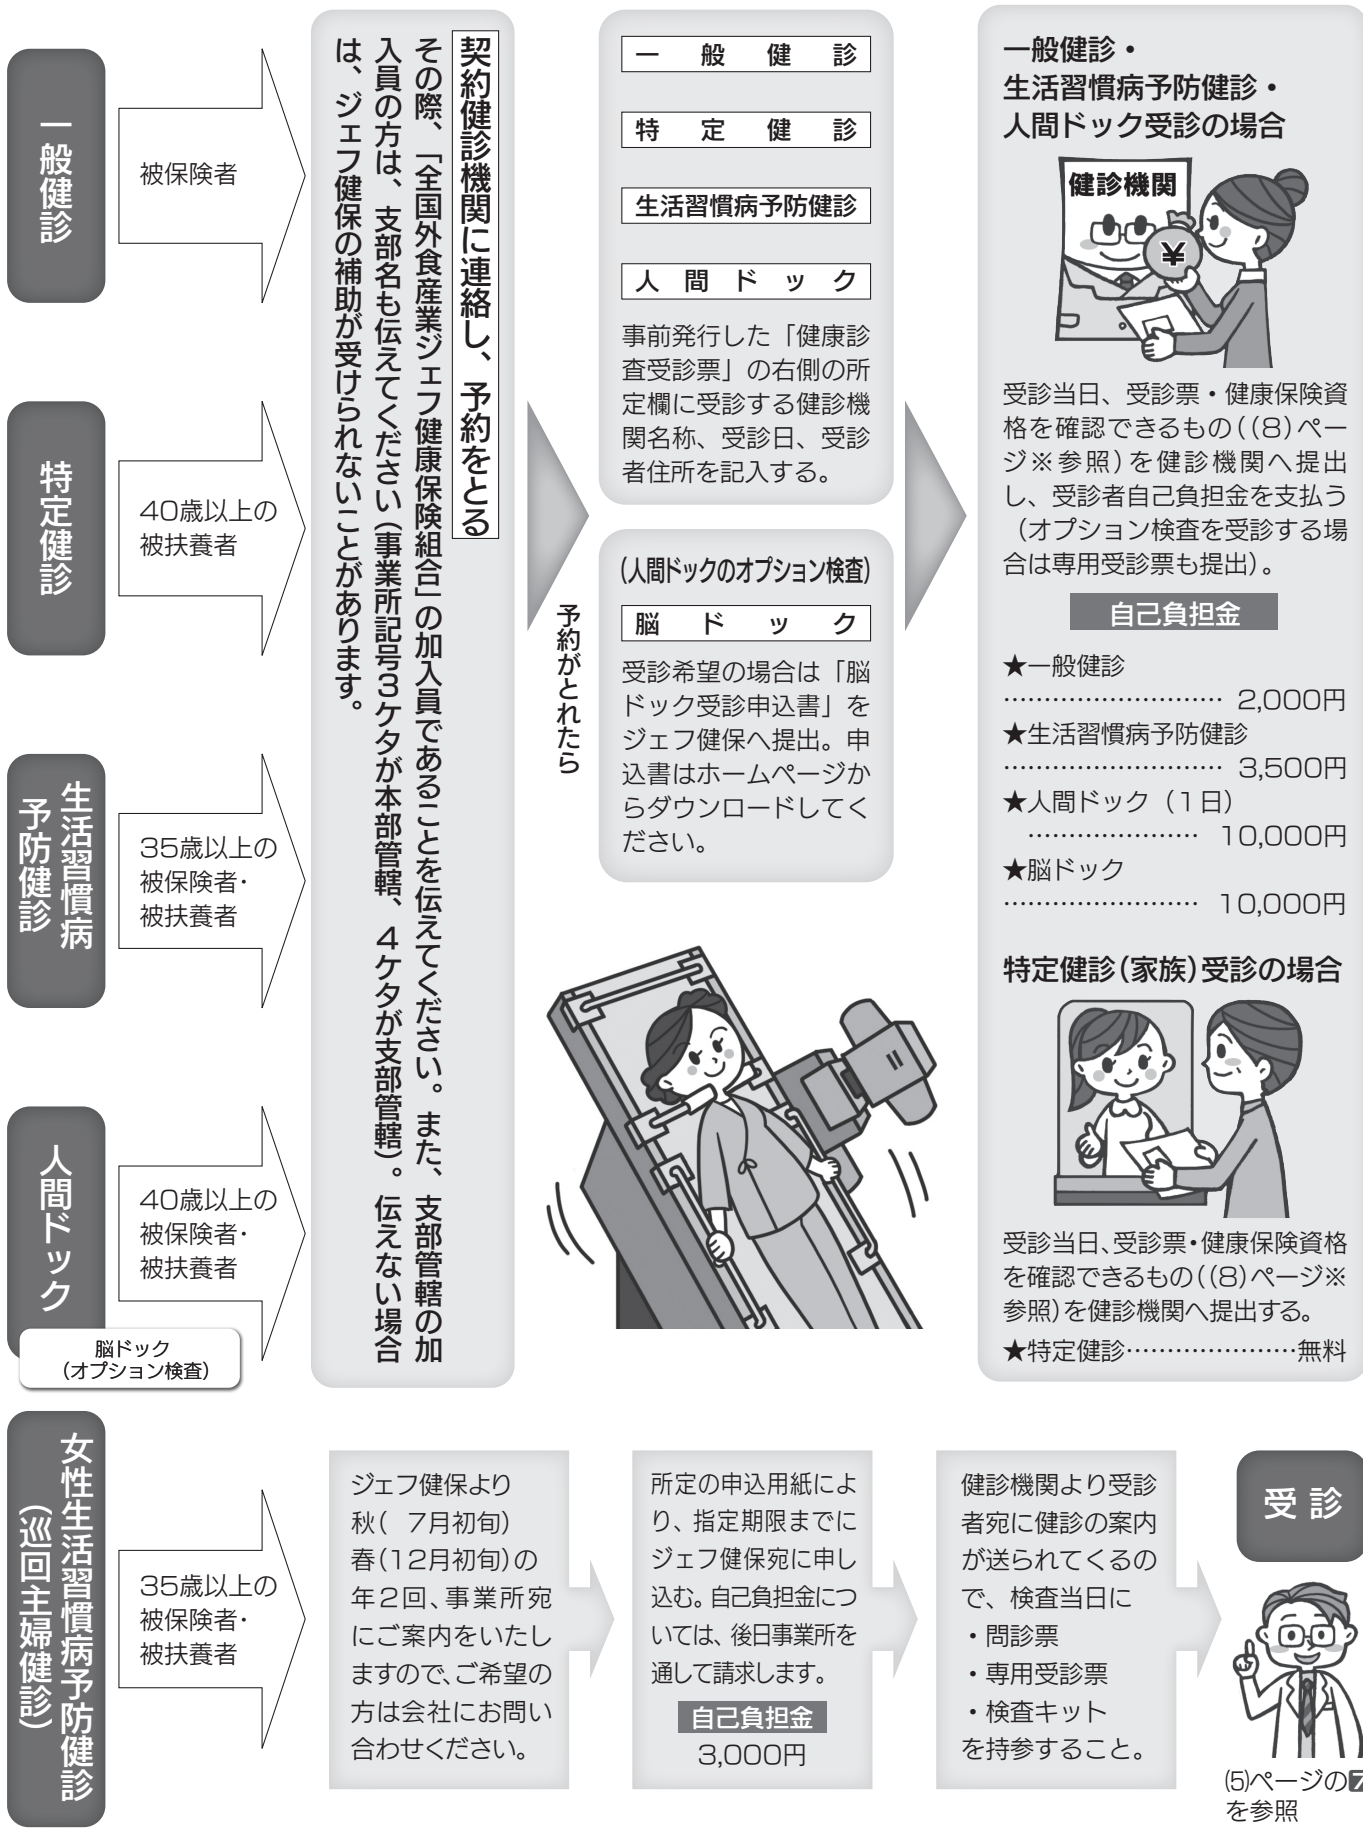 一般健診
被保険者
特定健診
40歳以上の
被扶養者
生活習慣病
予防健診
35歳以上の
被保険者・
被扶養者
人間ドック
脳ドック
(オプション検査)
40歳以上の
被保険者・
被扶養者
契約健診機関に連絡し、予約をとる
その際、「全国外食産業ジェフ健康保険組合」の加入員であることを伝えてください。また、支部管轄の加
入員の方は、支部名も伝えてください(事業所記号3ケタが本部管轄、4ケタが支部管轄)。伝えない場合
は、ジェフ健保の補助が受けられないことがあります。
予約がとれたら
一般健診
特定健診
生活習慣病予防健診
人間ドック
事前発行した「健康診
査受診票」の右側の所
定欄に受診する健診機
関名称、受診日、受診
者住所を記入する。
(人間ドックのオプション検査)
脳ドック
受診希望の場合は「脳
ドック受診申込書」を
ジェフ健保へ提出。申
込書はホームページか
らダウンロードしてく
ださい。
一般健診・
生活習慣病予防健診・
人間ドック受診の場合
健診機関
¥
受診当日、受診票・健康保険資
格を確認できるもの((8)ペー
ジ※参照)を健診機関へ提出
し、受診者自己負担金を支払う
(オプション検査を受診する場
合は専用受診票も提出)。
自己負担金
★一般健診
……………………… 2,000円
★生活習慣病予防健診
……………………… 3,500円
★人間ドック(1日)
………………… 10,000円
★脳ドック
…………………… 10,000円
特定健診(家族)受診の場合
受診当日、受診票・健康保険資格
を確認できるもの((8)ページ※
参照)を健診機関へ提出する。
★特定健診…………………無料
女性生活習慣病予防健診
(巡回主婦健診)
35歳以上の
被保険者・
被扶養者
ジェフ健保より
秋( 7月初旬)
春(12月初旬)の
年2回、事業所宛
にご案内をいたし
ますので、ご希望の
方は会社にお問い
合わせください。
所定の申込用紙によ
り、指定期限までに
ジェフ健保宛に申し
込む。自己負担金につ
いては、後日事業所を
通して請求します。
自己負担金
3,000円
健診機関より受診
者宛に健診の案内
が送られてくるの
で、検査当日に
・問診票
・専用受診票
・検査キット
を持参すること。
受診
(5)ページの7
を参照